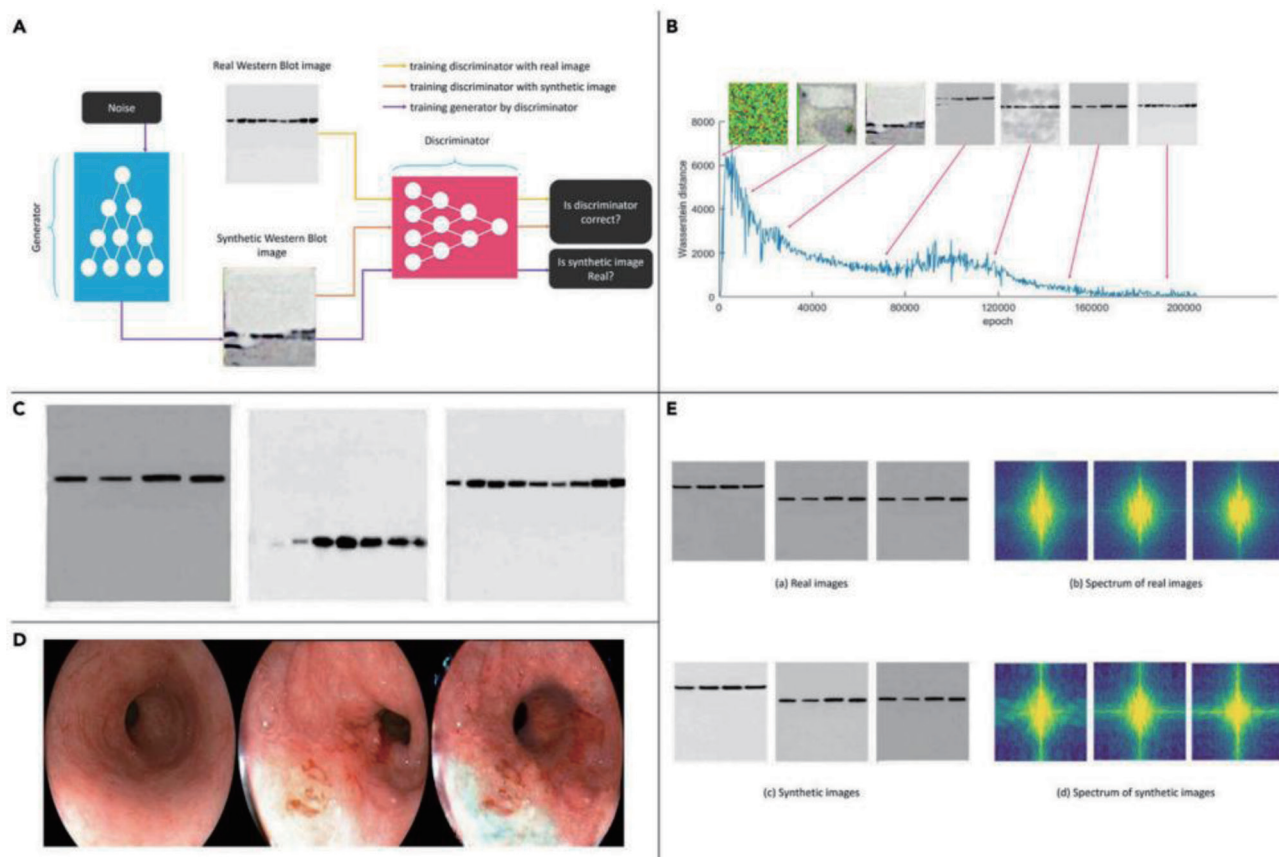 A
Real Western Blot image
training discriminator with real image
training discriminator with synthetic image
training generator by discriminator
Noise
Discriminator
Generator
Is discriminator
correct?
Synthetic Western Blot
image
Is synthetic image
Real?
B
8000
6000
4000
2000
0
Wasserstein distance
0
40000
80000
120000
160000
200000
epoch
C
D
E
(a) Real images
(b) Spectrum of real images
(c) Synthetic images
(d) Spectrum of synthetic images